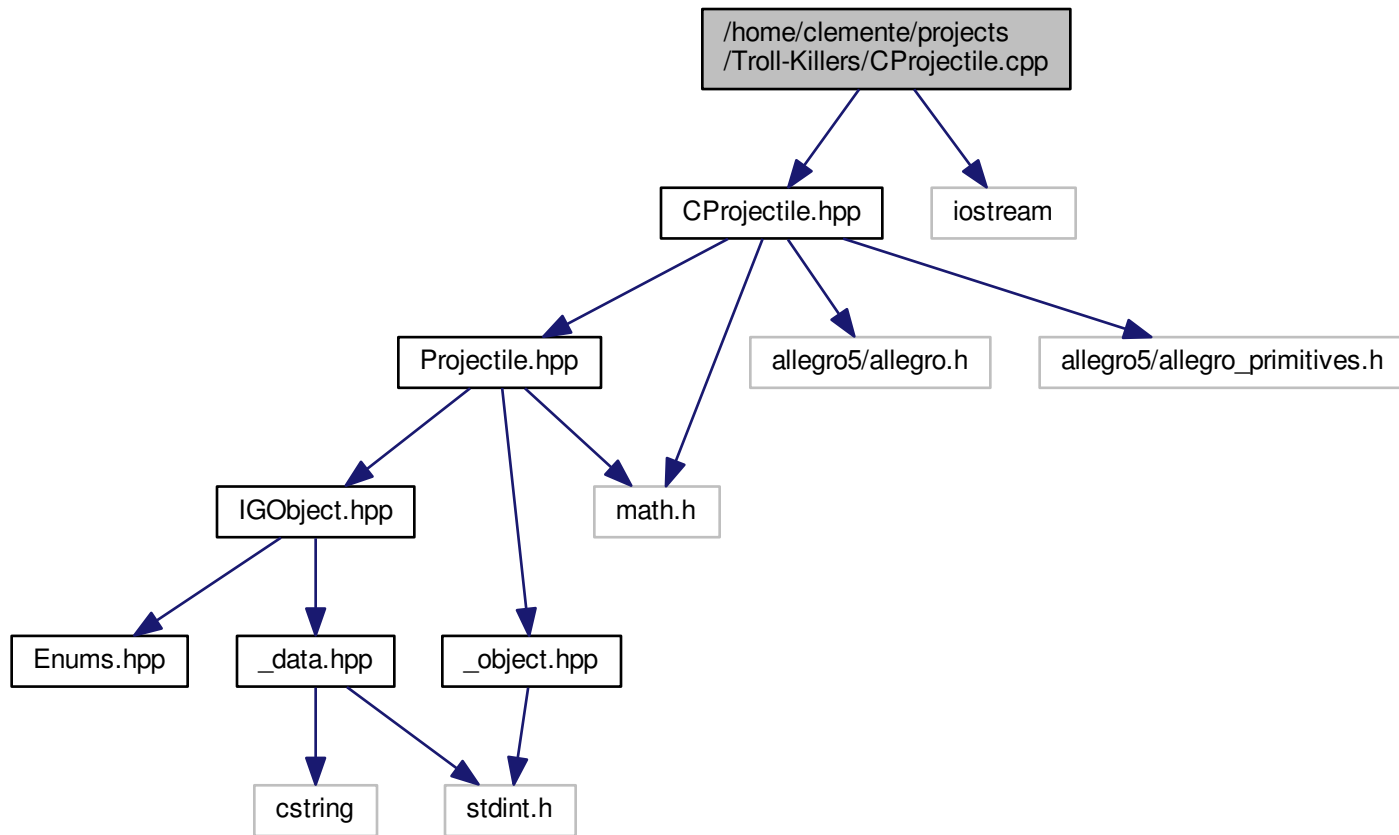 /home/clemente/projects
/Troll-Killers/CProjectile.cpp
CProjectile.hpp
iostream
Projectile.hpp
allegro5/allegro.h
allegro5/allegro_primitives.h
IGObject.hpp
math.h
Enums.hpp
_data.hpp
_object.hpp
cstring
stdint.h